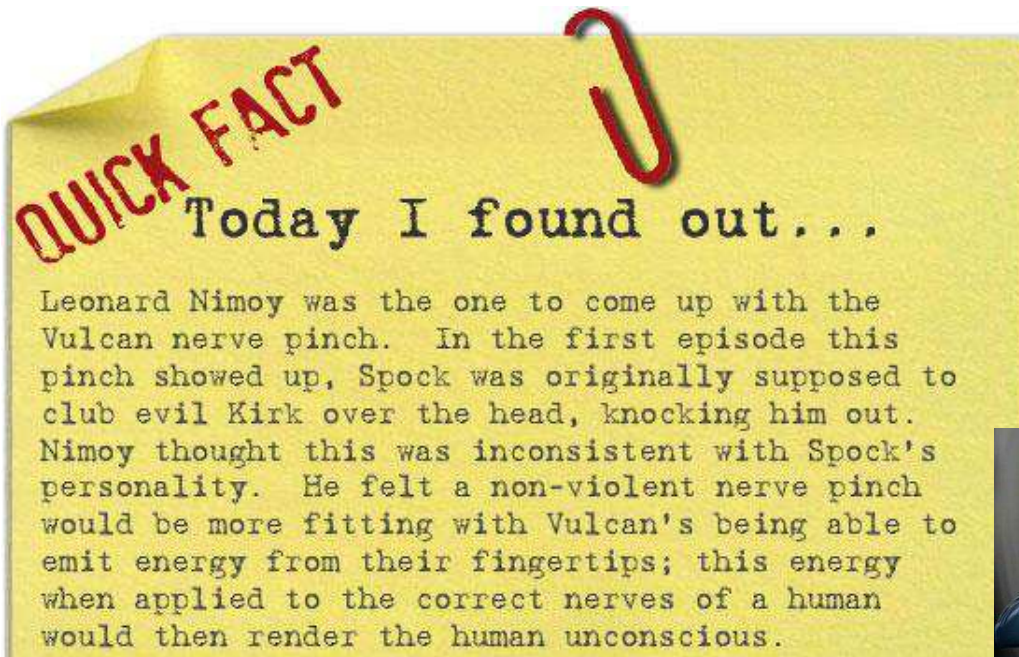 QUICK FACT
Today I found out...
Leonard Nimoy was the one to come up with the
Vulcan nerve pinch. In the first episode this
pinch showed up, Spock was originally supposed to
club evil Kirk over the head, knocking him out.
Nimoy thought this was inconsistent with Spock's
personality. He felt a non-violent nerve pinch
would be more fitting with Vulcan's being able to
emit energy from their fingertips; this energy
when applied to the correct nerves of a human
would then render the human unconscious.